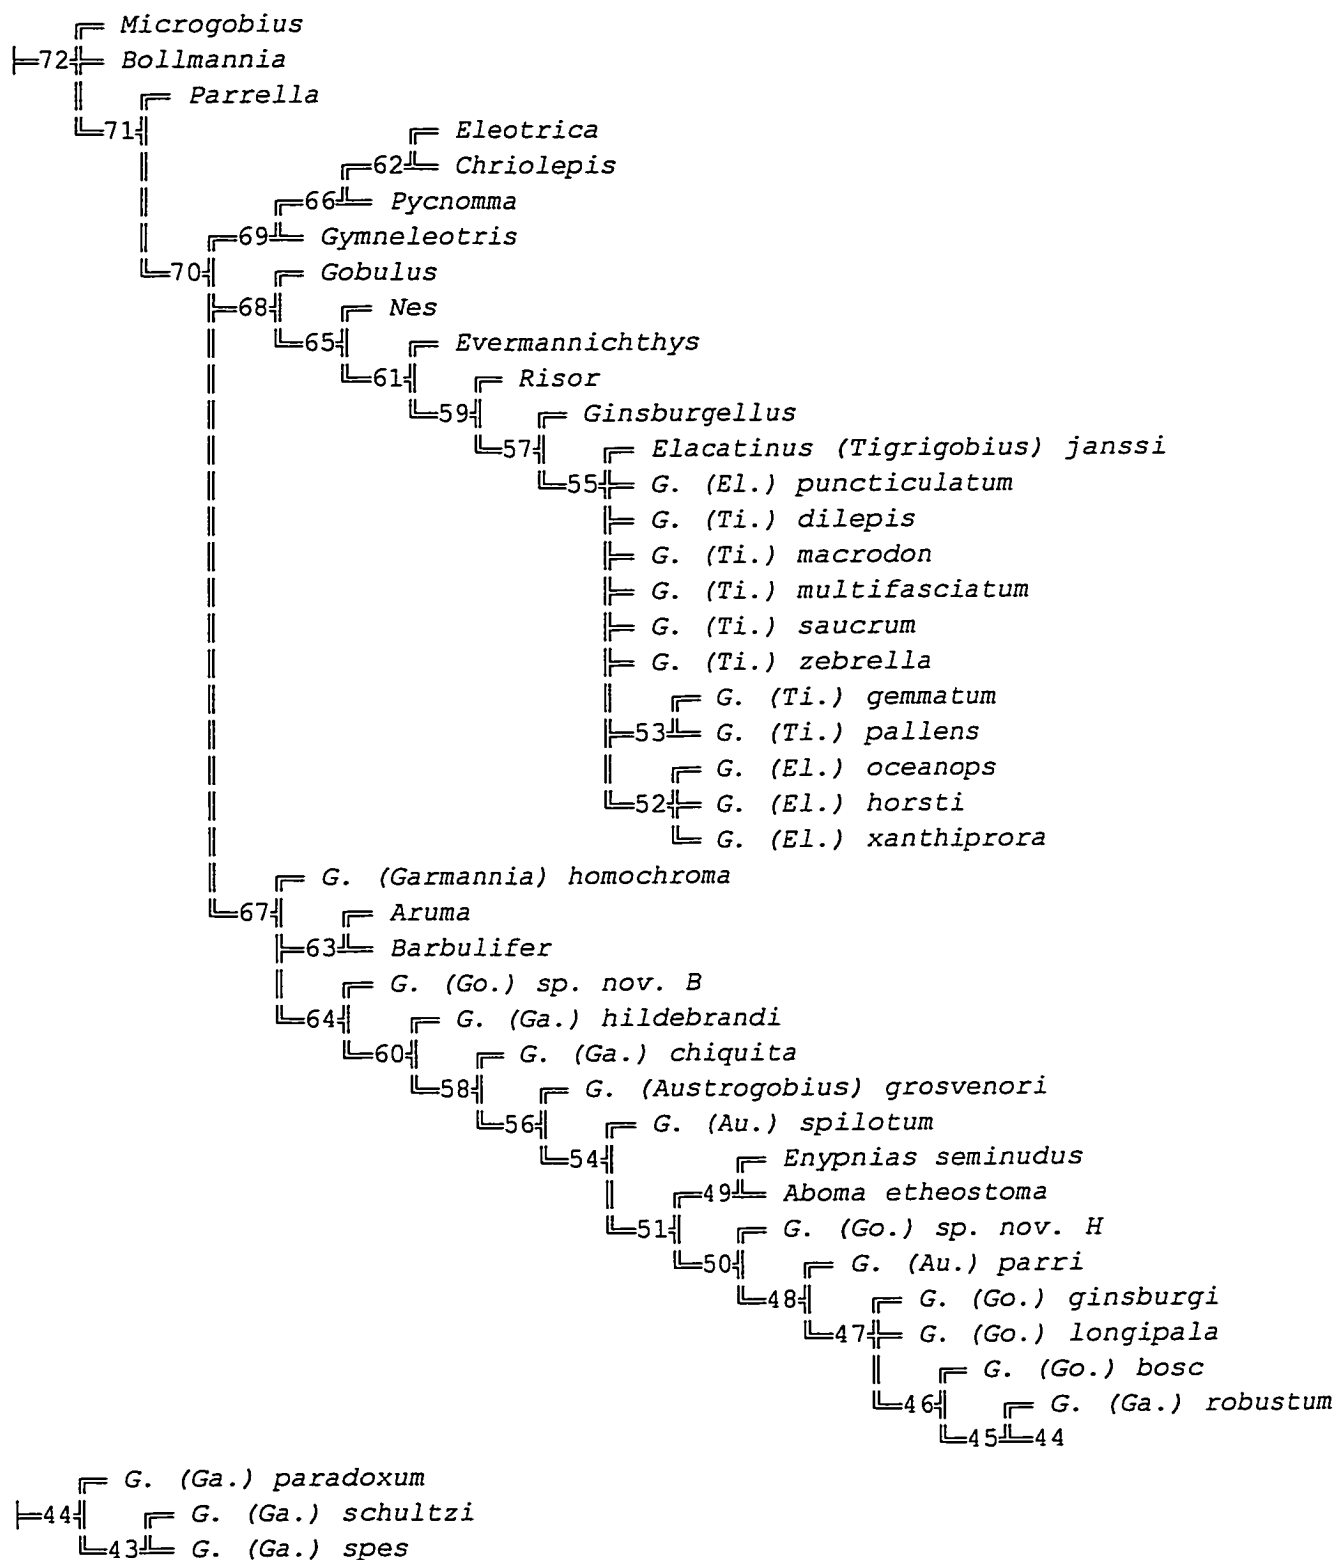 Microgobius
72 Bollmannia
Parrella
71 Eleotrica
62 Chriolepis
66 Pycnomma
69 Gymneleotris
70 Gobulus
68 Nes
65 Evermannichthys
61 Risor
59 Ginsburgellus
57 Elacatinus (Tigrigobius) janssi
55 G. (El.) puncticulatum
G. (Ti.) dilepis
G. (Ti.) macrodon
G. (Ti.) multifasciatum
G. (Ti.) saucrum
G. (Ti.) zebrella
G. (Ti.) gemmatum
53 G. (Ti.) pallens
G. (El.) oceanops
52 G. (El.) horsti
G. (El.) xanthiprora
G. (Garmannia) homochroma
67 Aruma
63 Barbulifer
G. (Go.) sp. nov. B
64 G. (Ga.) hildebrandi
60 G. (Ga.) chiquita
58 G. (Austrogobius) grosvenori
56 G. (Au.) spilotum
54 Enypnias seminudus
49 Aboma etheostoma
51 G. (Go.) sp. nov. H
50 G. (Au.) parri
48 G. (Go.) ginsburgi
47 G. (Go.) longipala
G. (Go.) bosc
46 G. (Ga.) robustum
45 44
G. (Ga.) paradoxum
44 G. (Ga.) schultzi
43 G. (Ga.) spes